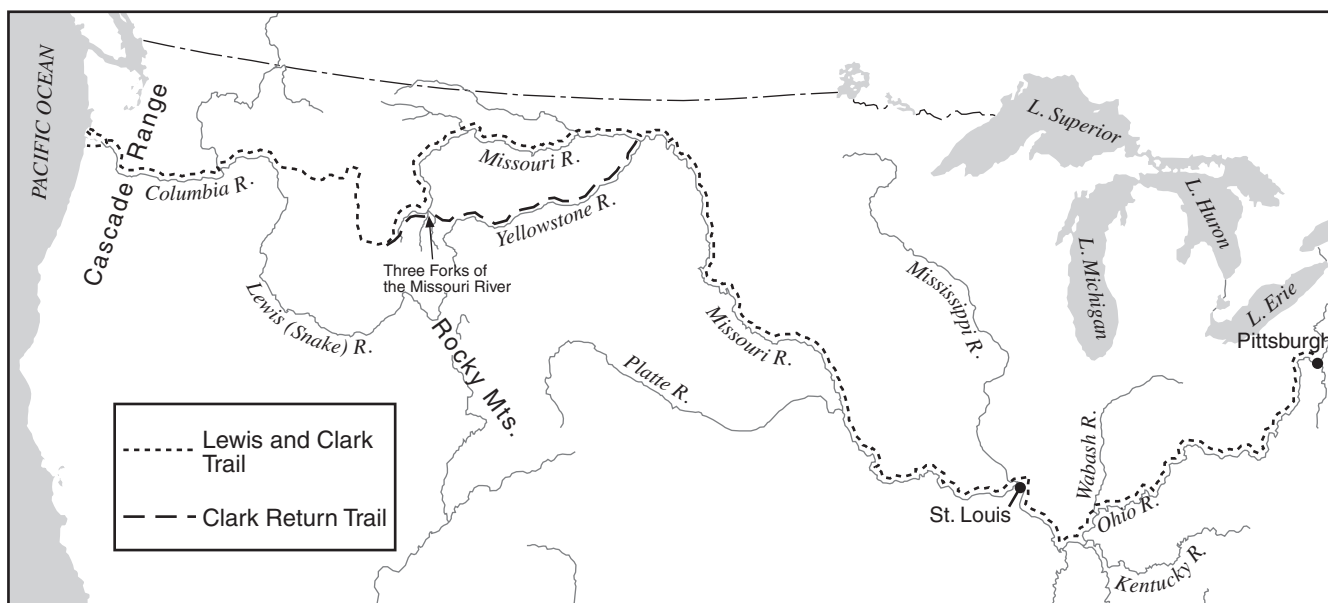 PACIFIC OCEAN
Cascade Range
Columbia R.
Lewis (Snake) R.
Missouri R.
Yellowstone R.
Three Forks of
the Missouri River
Rocky Mts.
Platte R.
Missouri R.
Mississippi R.
L. Superior
L. Michigan
L. Huron
L. Erie
Pittsburgh
Wabash R.
Ohio R.
Kentucky R.
St. Louis
Lewis and Clark
Trail
Clark Return Trail